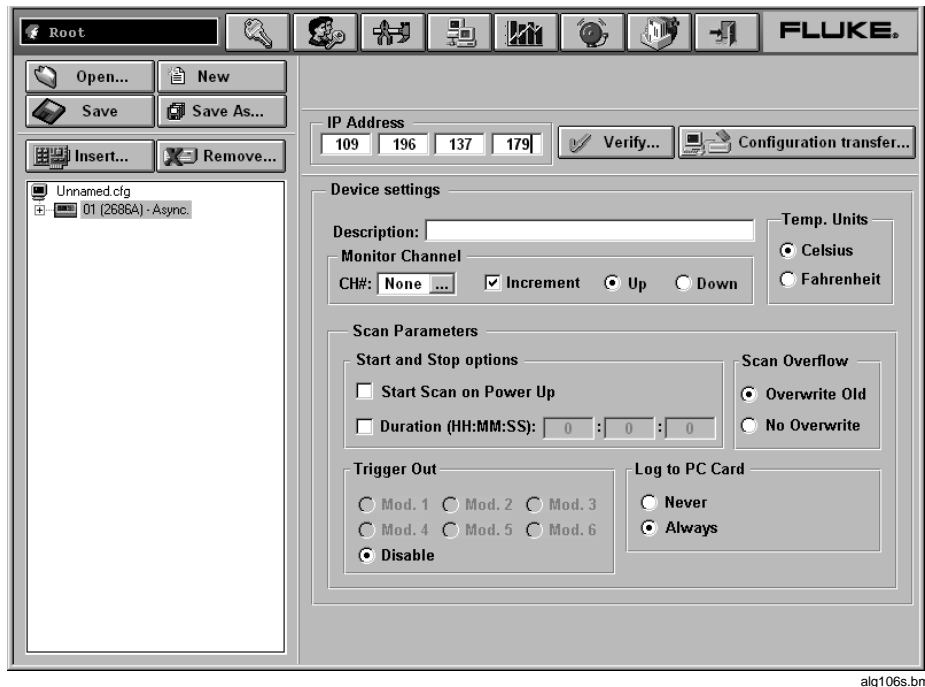 Root
FLUKE®
Open...
New
Save
Save As...
Insert...
Remove...
Unnamed.cfg
01 (2686A) - Async.
IP Address
109 196 137 179
Verify...
Configuration transfer...
Device settings
Description:
Temp. Units
Celsius
Fahrenheit
Monitor Channel
CH#: None ... Increment Up Down
Scan Parameters
Start and Stop options
Start Scan on Power Up
Duration (HH:MM:SS): 0 : 0 : 0
Scan Overflow
Overwrite Old
No Overwrite
Trigger Out
Mod. 1 Mod. 2 Mod. 3
Mod. 4 Mod. 5 Mod. 6
Disable
Log to PC Card
Never
Always